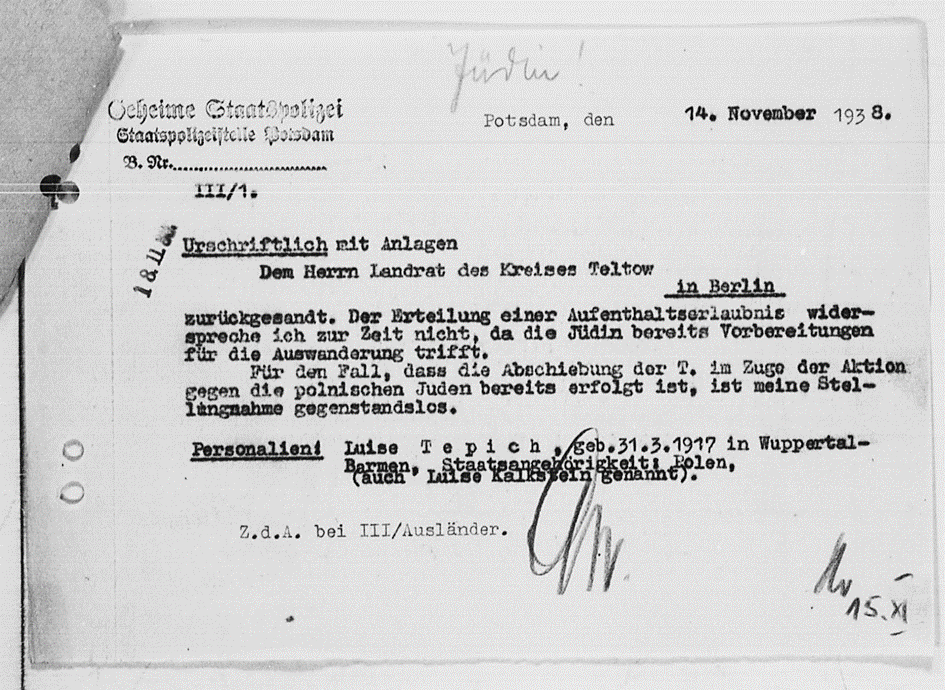 Jüdin!
Geheime Staatspolizei
Staatspolizeistelle Potsdam
B. Nr.
Potsdam, den 14. November 1938.
III/1.
Urschriftlich mit Anlagen
Dem Herrn Landrat des Kreises Teltow
in Berlin
zurückgesandt. Der Erteilung einer Aufenthaltserlaubnis wider-
spreche ich zur Zeit nicht, da die Jüdin bereits Vorbereitungen
für die Auswanderung trifft.
Für den Fall, dass die Abschiebung der T. im Zuge der Aktion
gegen die polnischen Juden bereits erfolgt ist, ist meine Stel-
lungnahme gegenstandslos.
Personalien: Luise Tepich, geb.31.3.1917 in Wuppertal-
Barmen, Staatsangehörigkeit: Polen,
(auch Luise Kalkstein genannt).
Z.d.A. bei III/Ausländer.
15.XI